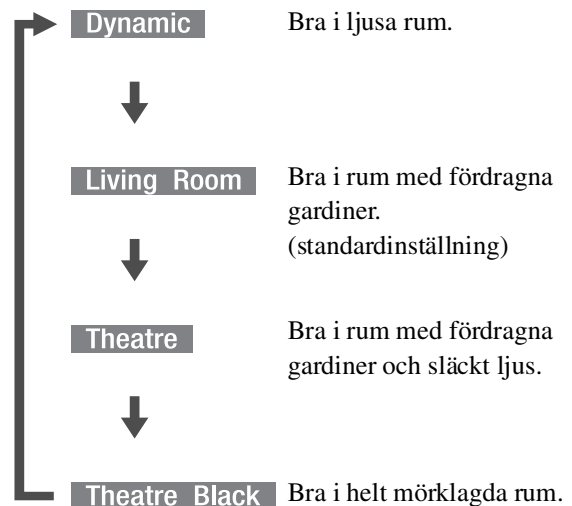 Dynamic Bra i ljusa rum.
Living Room Bra i rum med fördragna
gardiner.
(standardinställning)
Theatre Bra i rum med fördragna
gardiner och släckt ljus.
Theatre Black Bra i helt mörklagda rum.